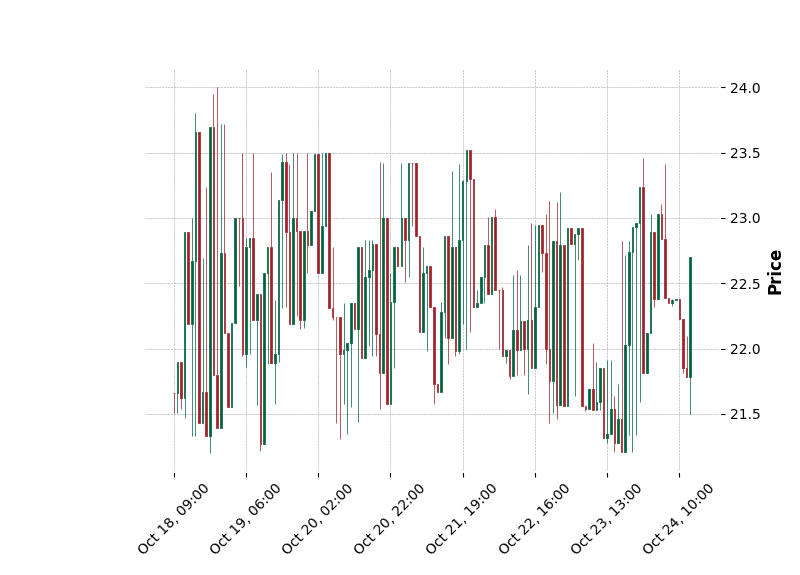 24.0
23.5
23.0
22.5
22.0
21.5
Price
Oct 18, 09:00
Oct 19, 06:00
Oct 20, 02:00
Oct 20, 22:00
Oct 21, 19:00
Oct 22, 16:00
Oct 23, 13:00
Oct 24, 10:00